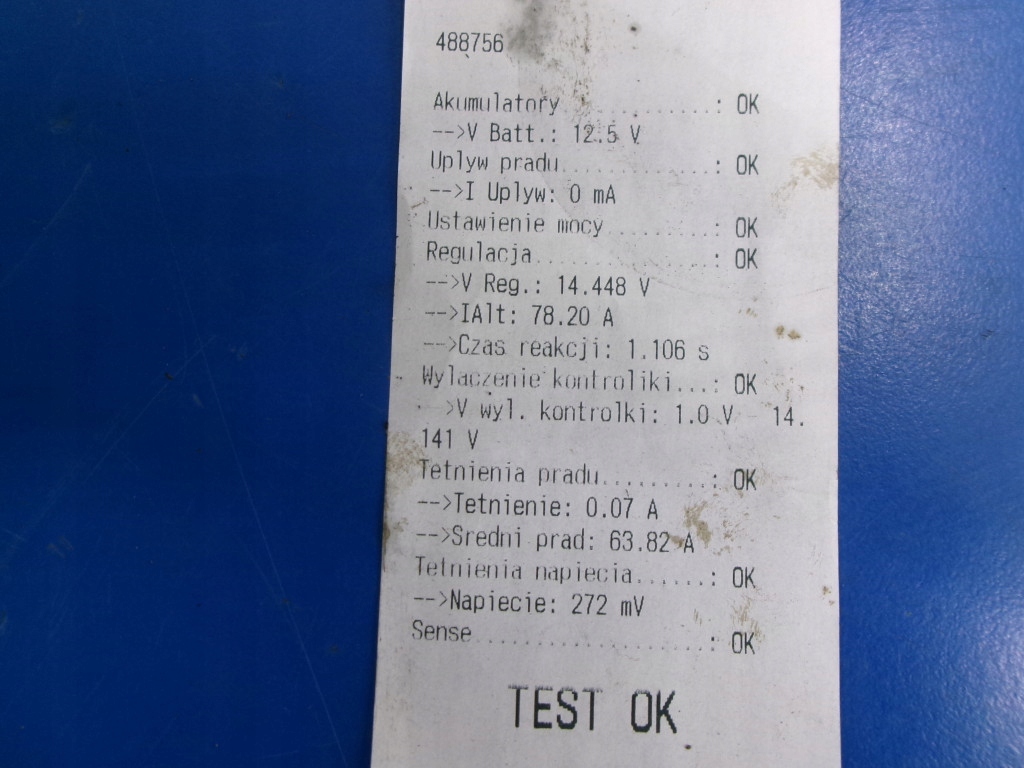 488756
Akumulatory.............: OK
-->V Batt.: 12.5 V
Uplyw pradu.............: OK
-->I Uplyw: 0 mA
Ustawienie mocy.........: OK
Regulacja...............: OK
-->V Reg.: 14.448 V
-->IAlt: 78.20 A
-->Czas reakcji: 1.106 s
Wylaczenie kontroliki...: OK
-->V wyl. kontrolki: 1.0 V - 14.
141 V
Tetnienia pradu.........: OK
-->Tetnienie: 0.07 A
-->Sredni prad: 63.82 A
Tetnienia napiecia......: OK
-->Napiecie: 272 mV
Sense...................: OK
TEST OK